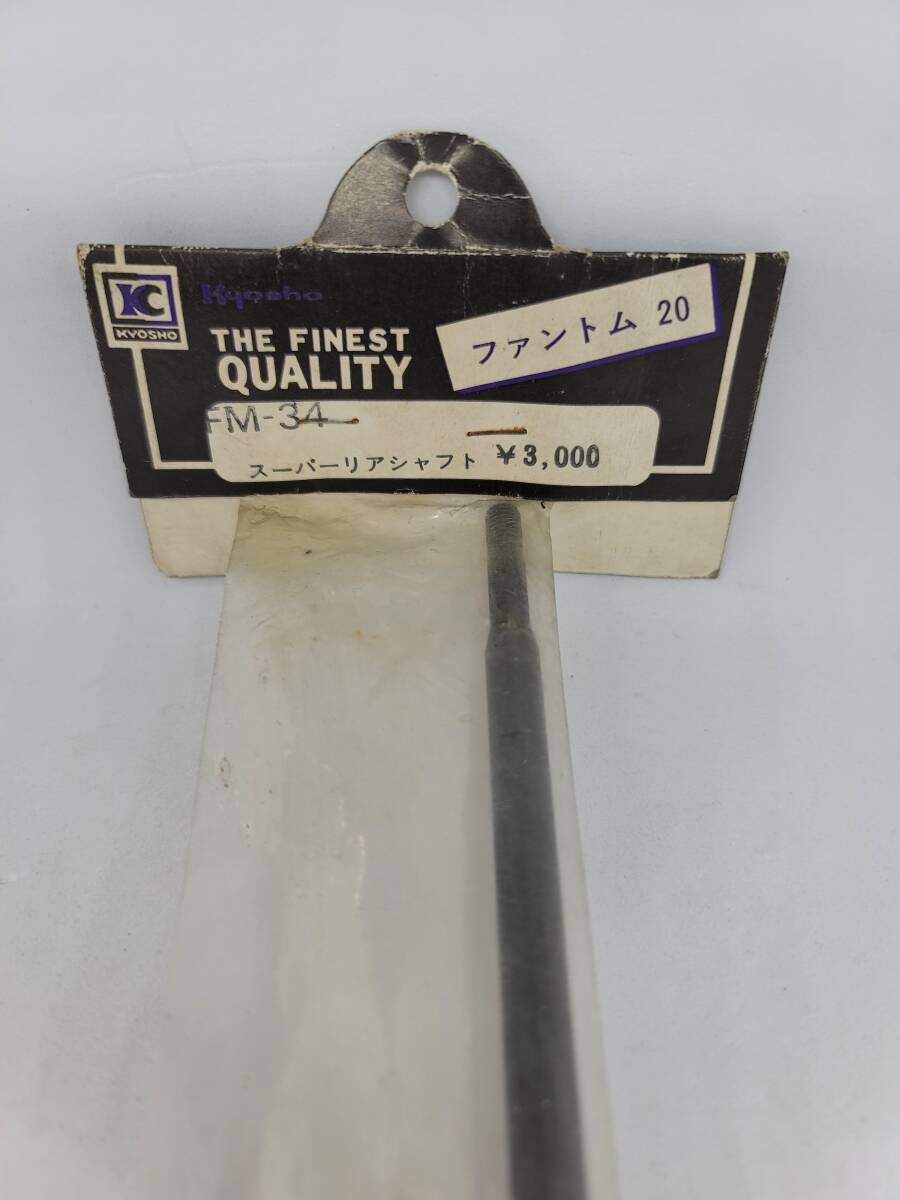 KC
KYOSHO
Kyosho
THE FINEST
QUALITY
ファントム 20
FM-34
スーパーリアシャフト ¥3,000